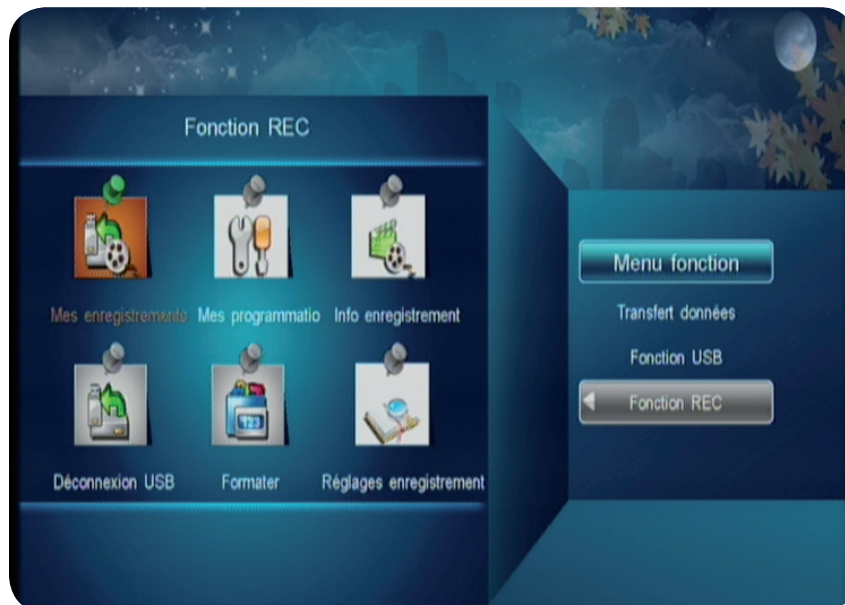 Fonction REC
Mes enregistrements
Mes programmatio
Info enregistrement
Déconnexion USB
123
Formater
Réglages enregistrement
Menu fonction
Transfert données
Fonction USB
Fonction REC